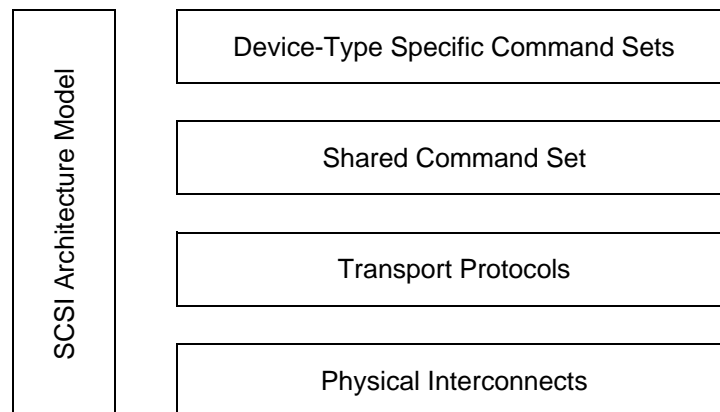 SCSI Architecture Model
Device-Type Specific Command Sets
Shared Command Set
Transport Protocols
Physical Interconnects